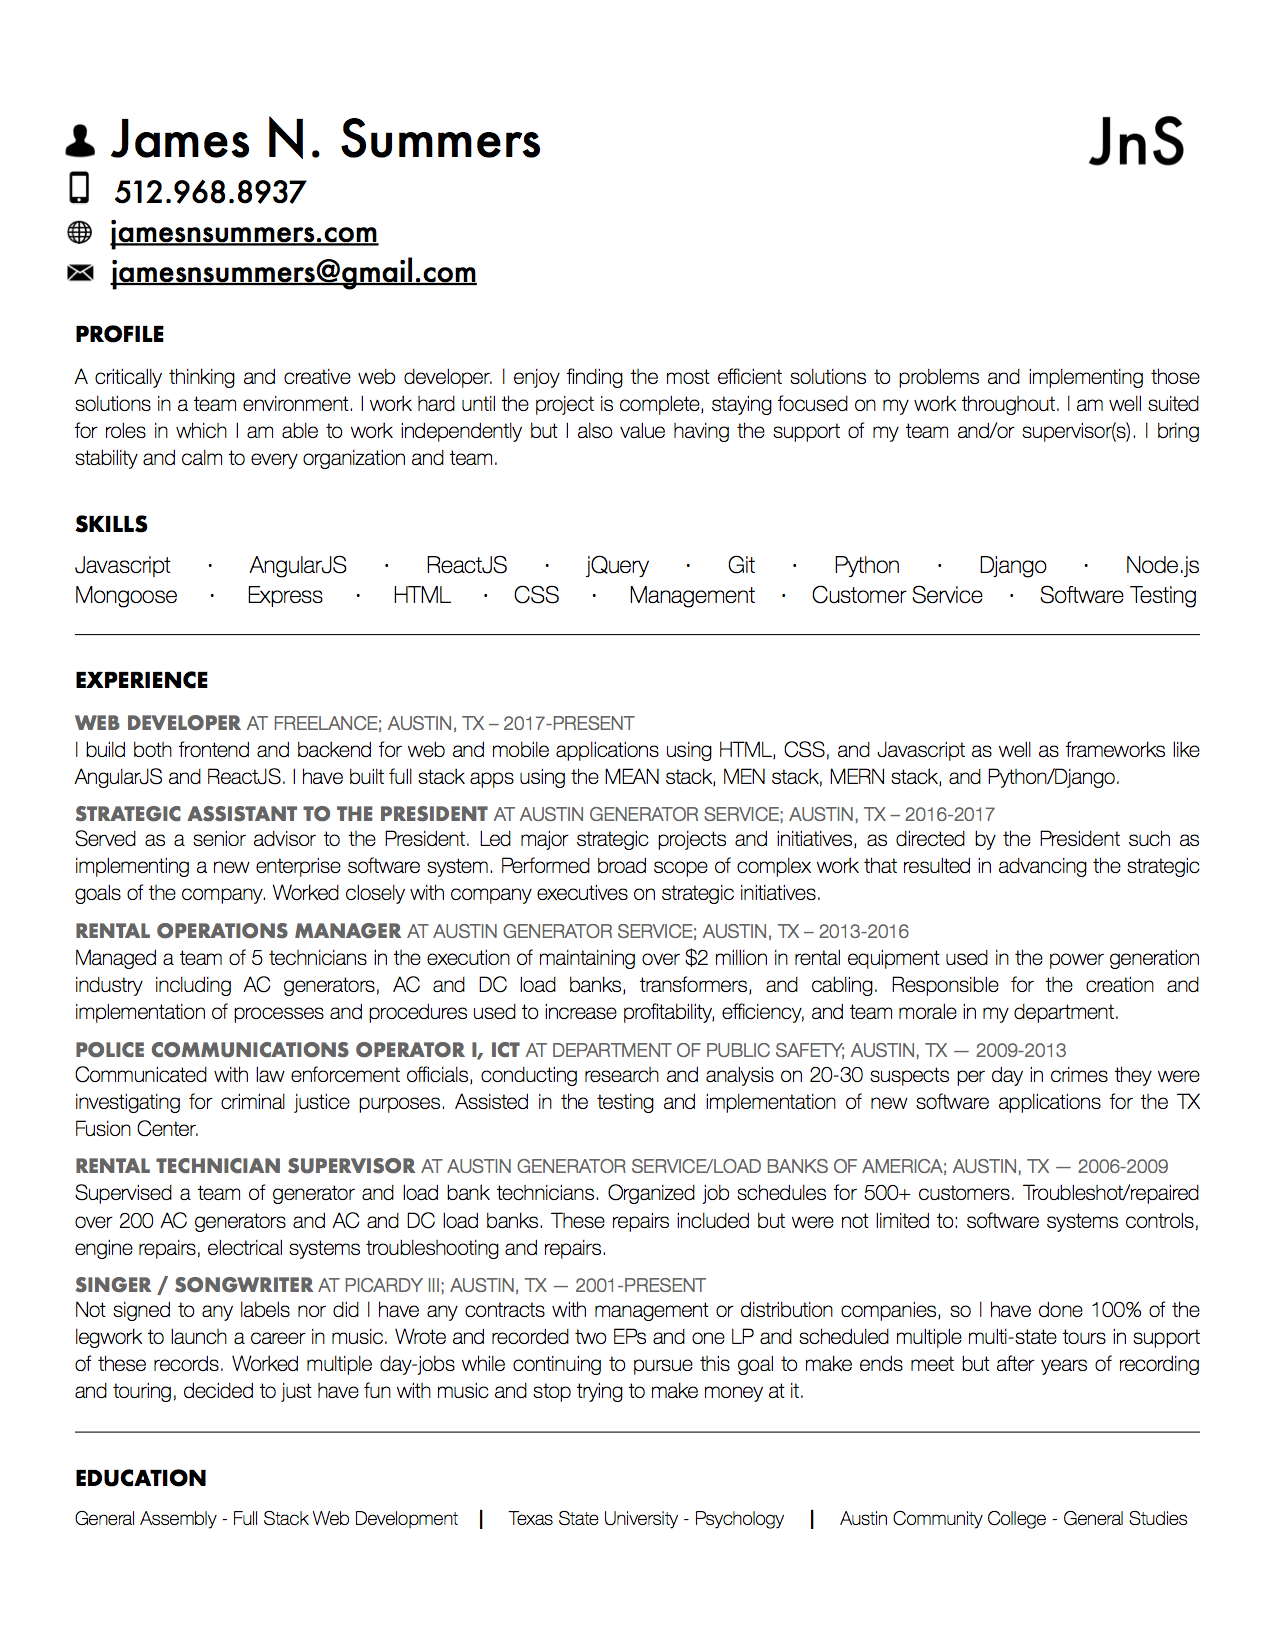 James N. Summers
JnS
512.968.8937
jamesnsummers.com
jamesnsummers@gmail.com
PROFILE
A critically thinking and creative web developer. I enjoy finding the most efficient solutions to problems and implementing those
solutions in a team environment. I work hard until the project is complete, staying focused on my work throughout. I am well suited
for roles in which I am able to work independently but I also value having the support of my team and/or supervisor(s). I bring
stability and calm to every organization and team.
SKILLS
Javascript · AngularJS · ReactJS · jQuery · Git · Python · Django · Node.js
Mongoose · Express · HTML · CSS · Management · Customer Service · Software Testing
EXPERIENCE
WEB DEVELOPER AT FREELANCE; AUSTIN, TX – 2017-PRESENT
I build both frontend and backend for web and mobile applications using HTML, CSS, and Javascript as well as frameworks like
AngularJS and ReactJS. I have built full stack apps using the MEAN stack, MEN stack, MERN stack, and Python/Django.
STRATEGIC ASSISTANT TO THE PRESIDENT AT AUSTIN GENERATOR SERVICE; AUSTIN, TX – 2016-2017
Served as a senior advisor to the President. Led major strategic projects and initiatives, as directed by the President such as
implementing a new enterprise software system. Performed broad scope of complex work that resulted in advancing the strategic
goals of the company. Worked closely with company executives on strategic initiatives.
RENTAL OPERATIONS MANAGER AT AUSTIN GENERATOR SERVICE; AUSTIN, TX – 2013-2016
Managed a team of 5 technicians in the execution of maintaining over $2 million in rental equipment used in the power generation
industry including AC generators, AC and DC load banks, transformers, and cabling. Responsible for the creation and
implementation of processes and procedures used to increase profitability, efficiency, and team morale in my department.
POLICE COMMUNICATIONS OPERATOR I, ICT AT DEPARTMENT OF PUBLIC SAFETY; AUSTIN, TX — 2009-2013
Communicated with law enforcement officials, conducting research and analysis on 20-30 suspects per day in crimes they were
investigating for criminal justice purposes. Assisted in the testing and implementation of new software applications for the TX
Fusion Center.
RENTAL TECHNICIAN SUPERVISOR AT AUSTIN GENERATOR SERVICE/LOAD BANKS OF AMERICA; AUSTIN, TX — 2006-2009
Supervised a team of generator and load bank technicians. Organized job schedules for 500+ customers. Troubleshot/repaired
over 200 AC generators and AC and DC load banks. These repairs included but were not limited to: software systems controls,
engine repairs, electrical systems troubleshooting and repairs.
SINGER / SONGWRITER AT PICARDY III; AUSTIN, TX — 2001-PRESENT
Not signed to any labels nor did I have any contracts with management or distribution companies, so I have done 100% of the
legwork to launch a career in music. Wrote and recorded two EPs and one LP and scheduled multiple multi-state tours in support
of these records. Worked multiple day-jobs while continuing to pursue this goal to make ends meet but after years of recording
and touring, decided to just have fun with music and stop trying to make money at it.
EDUCATION
General Assembly - Full Stack Web Development | Texas State University - Psychology | Austin Community College - General Studies